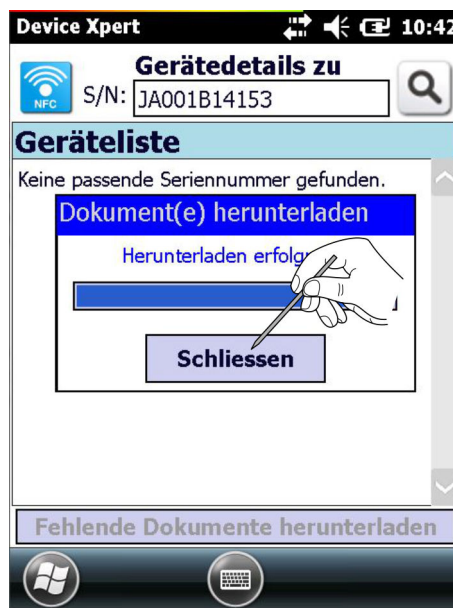 Device Xpert 10:42
Gerätedetails zu
NFC S/N: JA001B14153
Geräteliste
Keine passende Seriennummer gefunden.
Dokument(e) herunterladen
Herunterladen
Schliessen
Fehlende Dokumente herunterladen